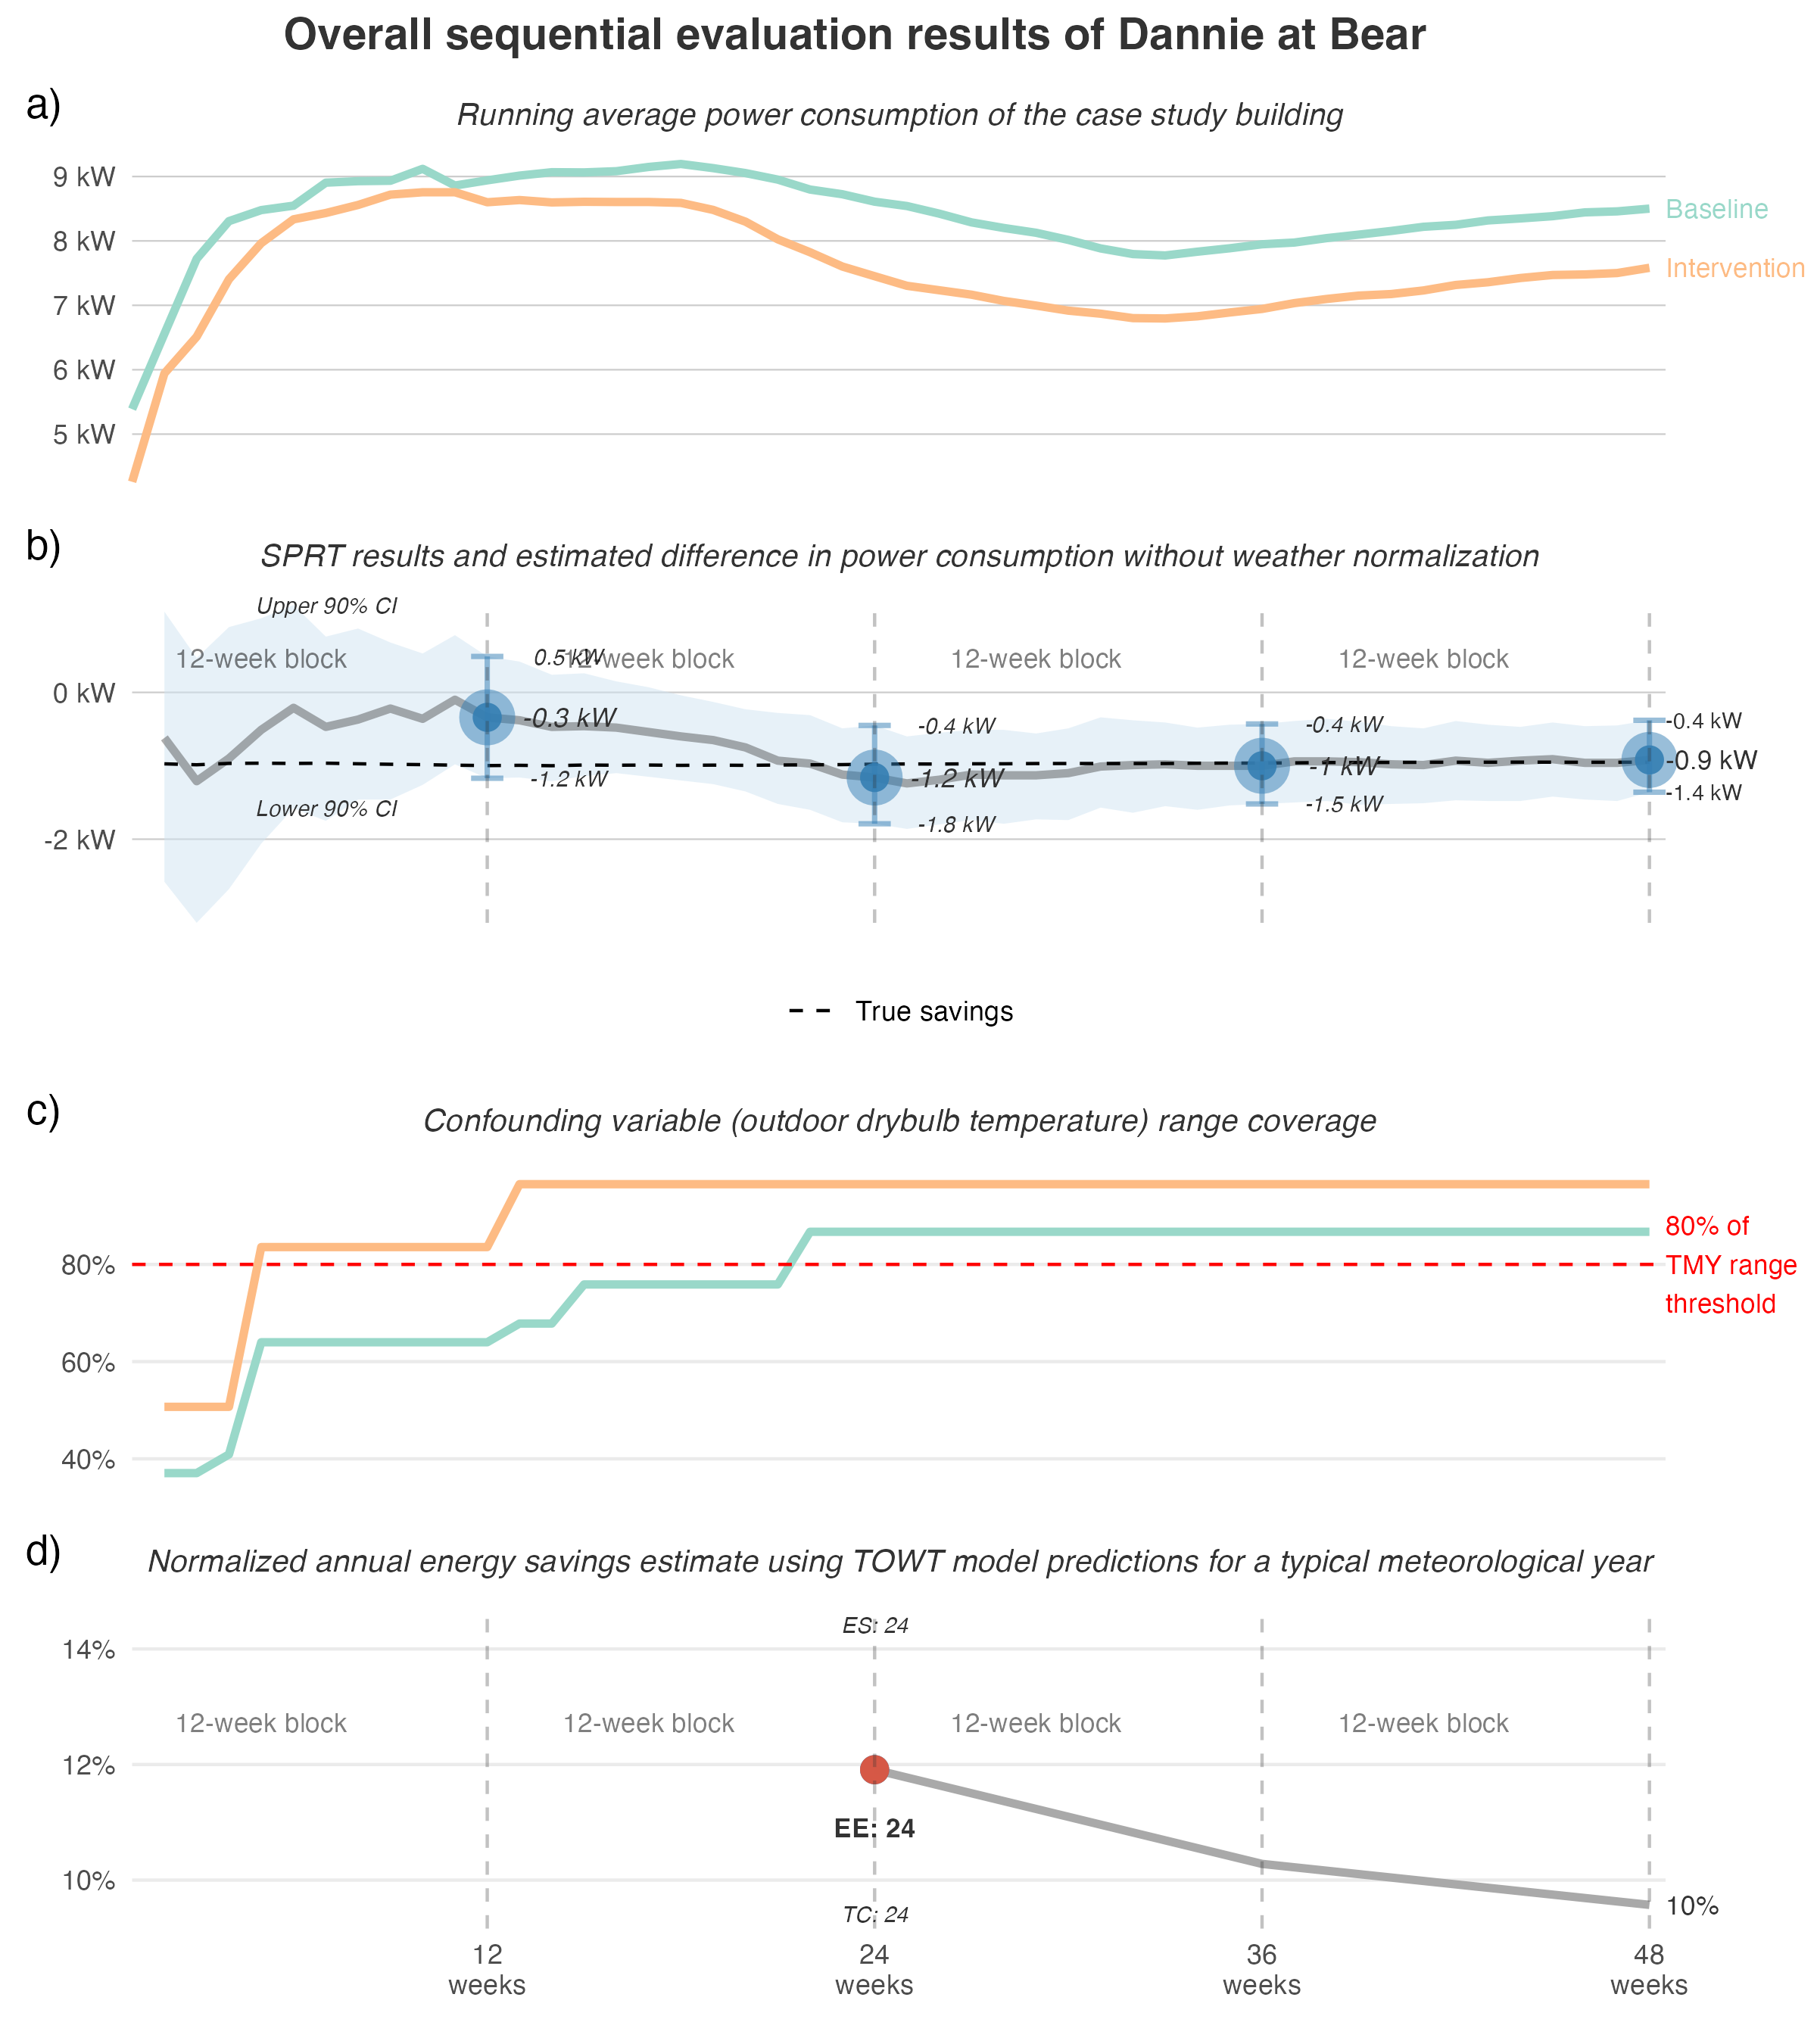 Overall sequential evaluation results of Dannie at Bear
a)
Running average power consumption of the case study building
9 kW
8 kW
7 kW
6 kW
5 kW
Baseline
Intervention
b)
SPRT results and estimated difference in power consumption without weather normalization
Upper 90% CI
12-week block
0.5 kW
12-week block
12-week block
12-week block
0 kW
-0.3 kW
-0.4 kW
-0.4 kW
-0.4 kW
-1.2 kW
-1.2 kW
-1 kW
-0.9 kW
Lower 90% CI
-1.8 kW
-1.5 kW
-1.4 kW
-2 kW
True savings
c)
Confounding variable (outdoor drybulb temperature) range coverage
80%
60%
40%
80% of
TMY range
threshold
d)
Normalized annual energy savings estimate using TOWT model predictions for a typical meteorological year
ES: 24
14%
12-week block
12-week block
12-week block
12-week block
12%
EE: 24
10%
10%
TC: 24
12
weeks
24
weeks
36
weeks
48
weeks